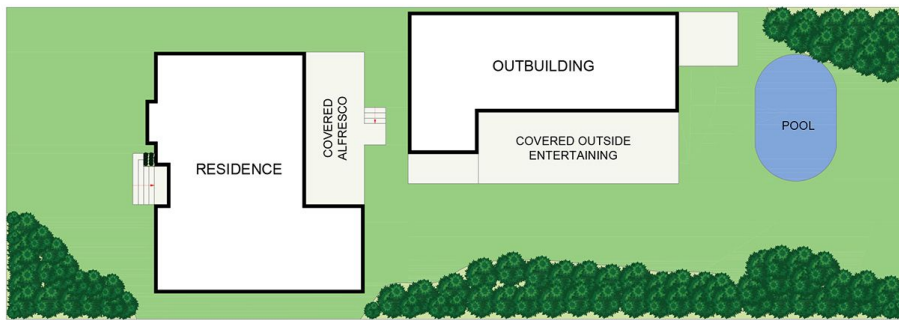 OUTBUILDING
POOL
COVERED
ALFRESCO
COVERED OUTSIDE
ENTERTAINING
RESIDENCE